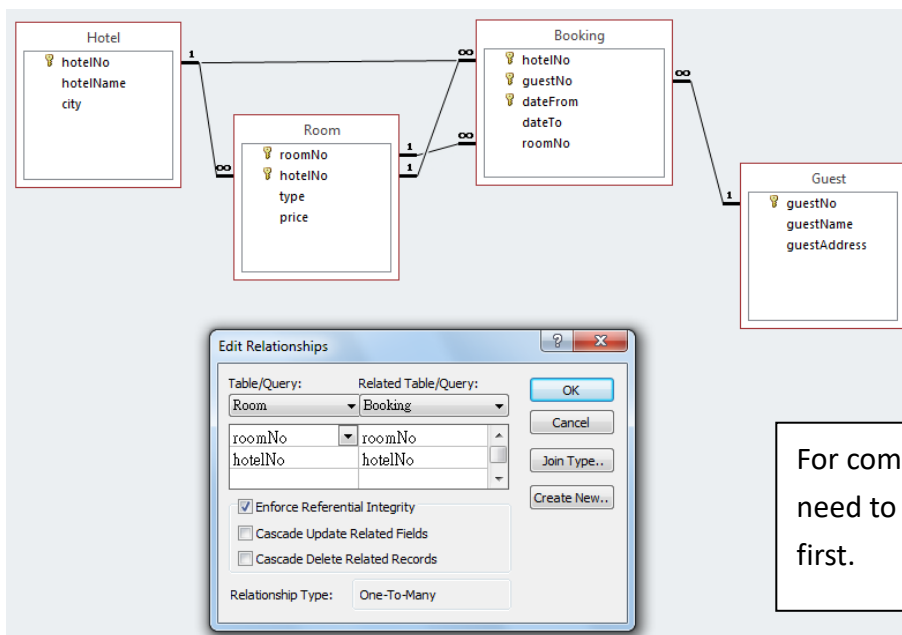 Hotel
hotelNo
hotelName
city
1
∞
Room
roomNo
hotelNo
type
price
1
1
∞
∞
Booking
hotelNo
guestNo
dateFrom
dateTo
roomNo
∞
1
Guest
guestNo
guestName
guestAddress
Edit Relationships
Table/Query: Related Table/Query:
Room Booking
roomNo roomNo
hotelNo hotelNo
Enforce Referential Integrity
Cascade Update Related Fields
Cascade Delete Related Records
Relationship Type: One-To-Many
OK
Cancel
Join Type..
Create New..
For com
need to
first.